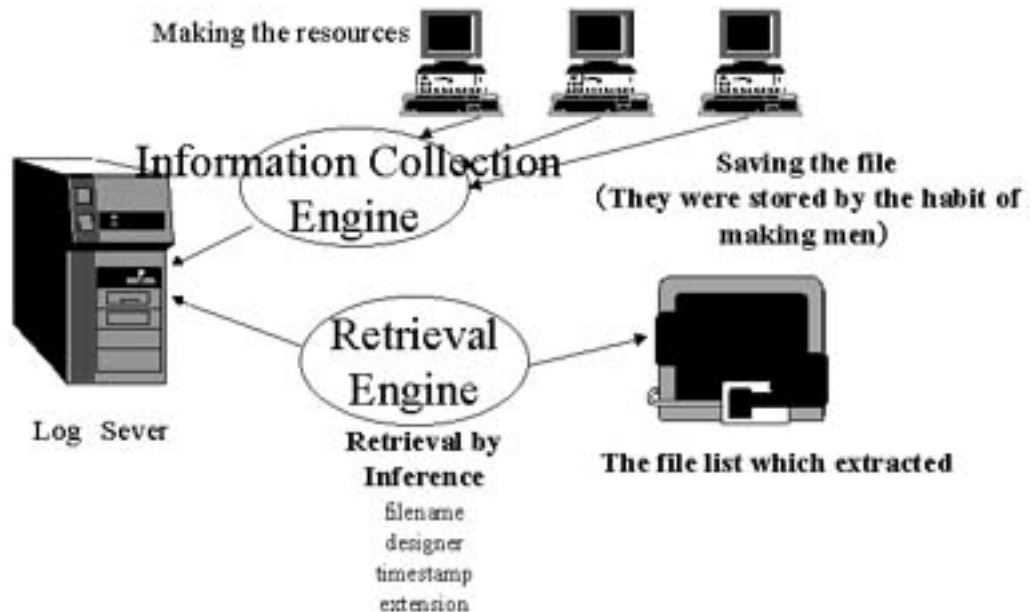 Making the resources
Information Collection
Engine
Saving the file
(They were stored by the habit of
making men)
Retrieval
Engine
Log Sever
Retrieval by
Inference
filename
designer
timestamp
extension
The file list which extracted